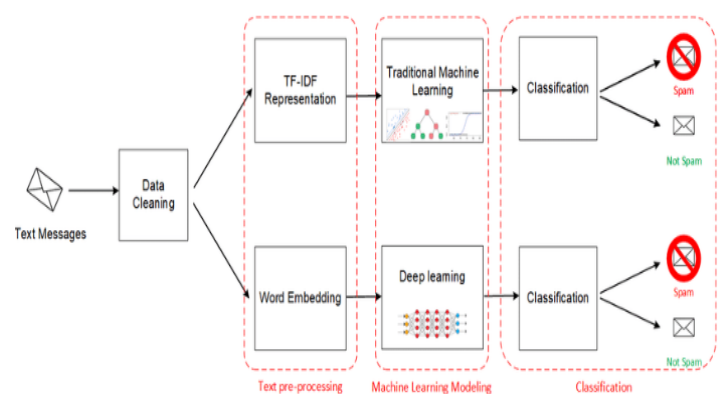 Text Messages
Data
Cleaning
TF-IDF
Representation
Traditional Machine
Learning
Classification
Spam
Not Spam
Word Embedding
Deep learning
Classification
Spam
Not Spam
Text pre-processing
Machine Learning Modeling
Classification